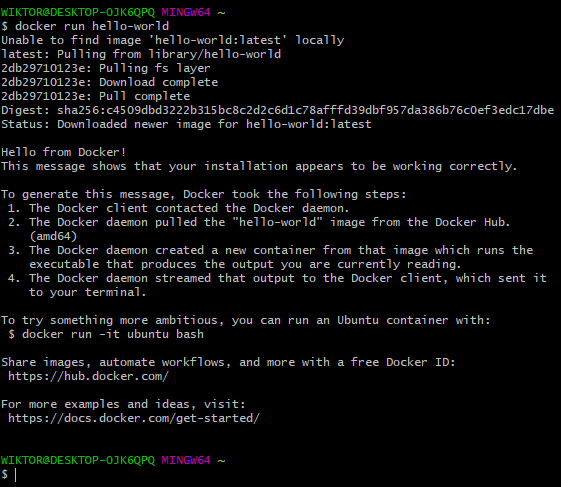 WIKTOR@DESKTOP-OJK6QPQ MINGW64 ~
$ docker run hello-world
Unable to find image 'hello-world:latest' locally
latest: Pulling from library/hello-world
2db29710123e: Pulling fs layer
2db29710123e: Download complete
2db29710123e: Pull complete
Digest: sha256:c4509dbd3222b315bc8c2d2c6d1c78afffd39dbf957da386b76c0ef3edc17dbe
Status: Downloaded newer image for hello-world:latest

Hello from Docker!
This message shows that your installation appears to be working correctly.

To generate this message, Docker took the following steps:
 1. The Docker client contacted the Docker daemon.
 2. The Docker daemon pulled the "hello-world" image from the Docker Hub.
    (amd64)
 3. The Docker daemon created a new container from that image which runs the
    executable that produces the output you are currently reading.
 4. The Docker daemon streamed that output to the Docker client, which sent it
    to your terminal.

To try something more ambitious, you can run an Ubuntu container with:
 $ docker run -it ubuntu bash

Share images, automate workflows, and more with a free Docker ID:
 https://hub.docker.com/

For more examples and ideas, visit:
 https://docs.docker.com/get-started/

WIKTOR@DESKTOP-OJK6QPQ MINGW64 ~
$